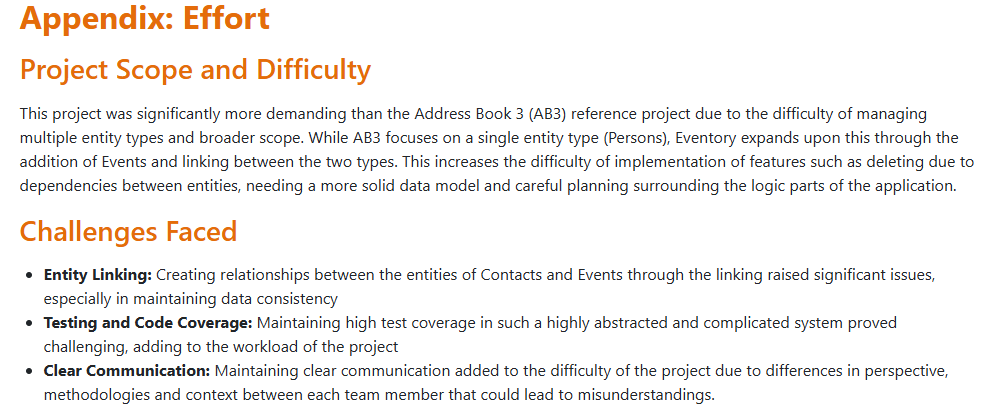 Appendix: Effort
Project Scope and Difficulty
This project was significantly more demanding than the Address Book 3 (AB3) reference project due to the difficulty of managing
multiple entity types and broader scope. While AB3 focuses on a single entity type (Persons), Eventory expands upon this through the
addition of Events and linking between the two types. This increases the difficulty of implementation of features such as deleting due to
dependencies between entities, needing a more solid data model and careful planning surrounding the logic parts of the application.
Challenges Faced
• Entity Linking: Creating relationships between the entities of Contacts and Events through the linking raised significant issues,
especially in maintaining data consistency
• Testing and Code Coverage: Maintaining high test coverage in such a highly abstracted and complicated system proved
challenging, adding to the workload of the project
• Clear Communication: Maintaining clear communication added to the difficulty of the project due to differences in perspective,
methodologies and context between each team member that could lead to misunderstandings.